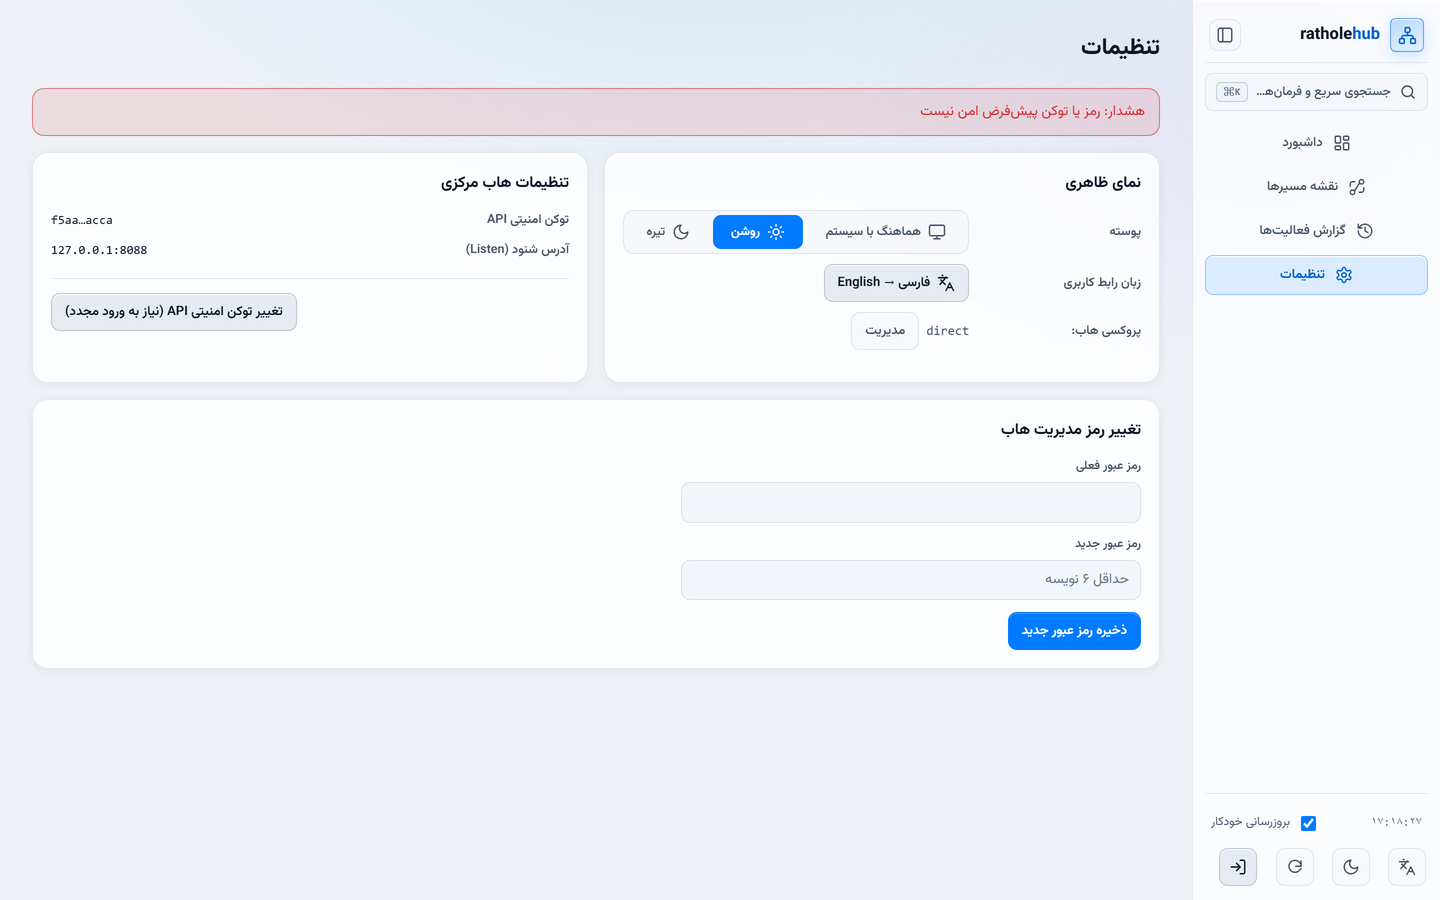 ratholehub
جستجوی سریع و فرمان‌ه...
⌘K
داشبورد
نقشه مسیرها
گزارش فعالیت‌ها
تنظیمات
۱۷:۱۸:۲۷
بروزرسانی خودکار
تنظیمات
هشدار: رمز یا توکن پیش‌فرض امن نیست
نمای ظاهری
پوسته
هماهنگ با سیستم
روشن
تیره
زبان رابط کاربری
فارسی → English
پروکسی هاب:
direct
مدیریت
تنظیمات هاب مرکزی
توکن امنیتی API
f5aa…acca
آدرس شنود (Listen)
127.0.0.1:8088
تغییر توکن امنیتی API (نیاز به ورود مجدد)
تغییر رمز مدیریت هاب
رمز عبور فعلی
رمز عبور جدید
حداقل ۶ نویسه
ذخیره رمز عبور جدید